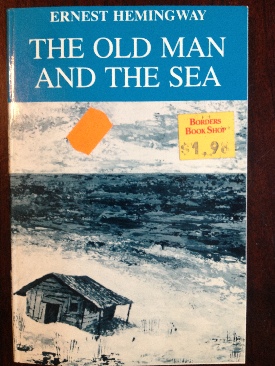 ERNEST HEMINGWAY
THE OLD MAN
AND THE SEA
BORDERS
BOOK SHOP